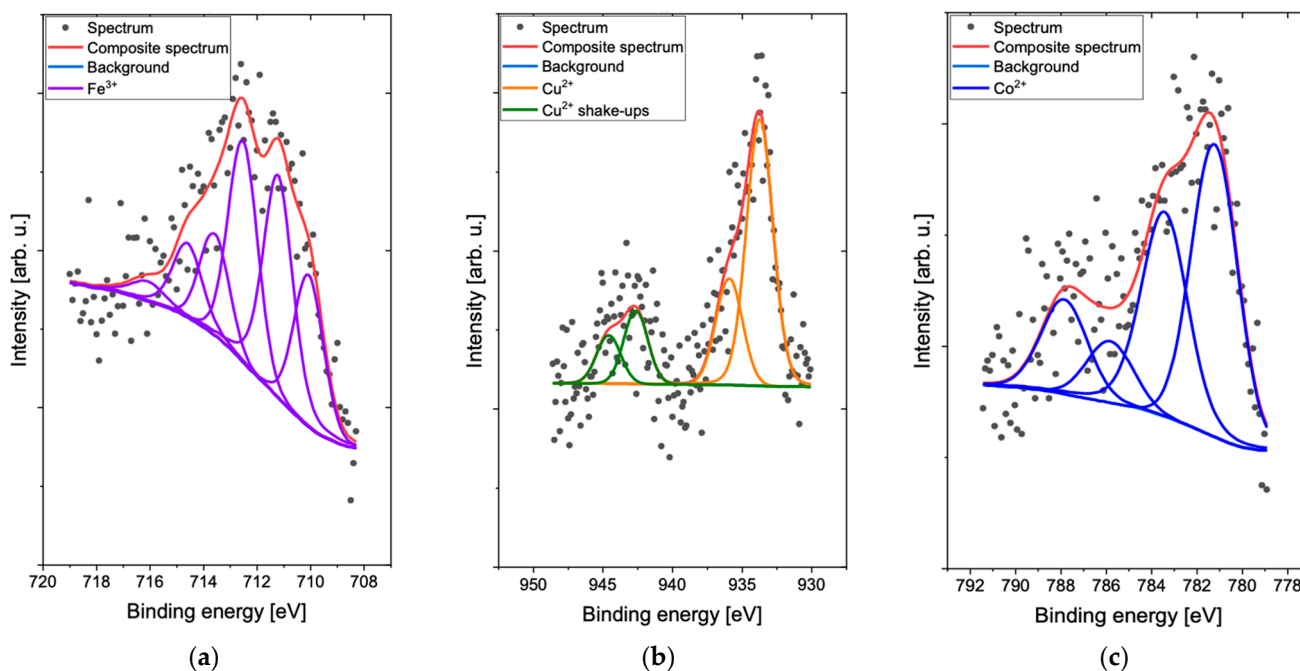 Spectrum
Composite spectrum
Background
Fe³⁺
Intensity [arb. u.]
720 718 716 714 712 710 708
Binding energy [eV]
(a)
Spectrum
Composite spectrum
Background
Cu²⁺
Cu²⁺ shake-ups
Intensity [arb. u.]
950 945 940 935 930
Binding energy [eV]
(b)
Spectrum
Composite spectrum
Background
Co²⁺
Intensity [arb. u.]
792 790 788 786 784 782 780 778
Binding energy [eV]
(c)